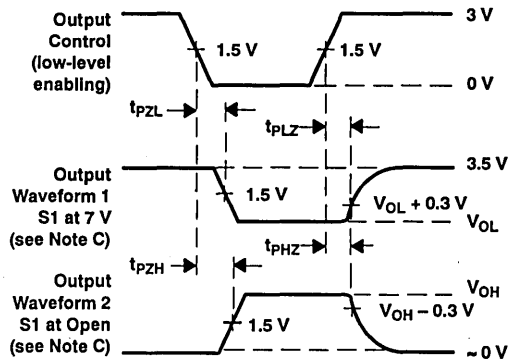 Output
Control
(low-level
enabling)
3 V
1.5 V
1.5 V
0 V
tPZL
tPLZ
Output
Waveform 1
S1 at 7 V
(see Note C)
3.5 V
1.5 V
VOL + 0.3 V
VOL
tPZH
tPHZ
Output
Waveform 2
S1 at Open
(see Note C)
VOH
VOH – 0.3 V
1.5 V
~ 0 V